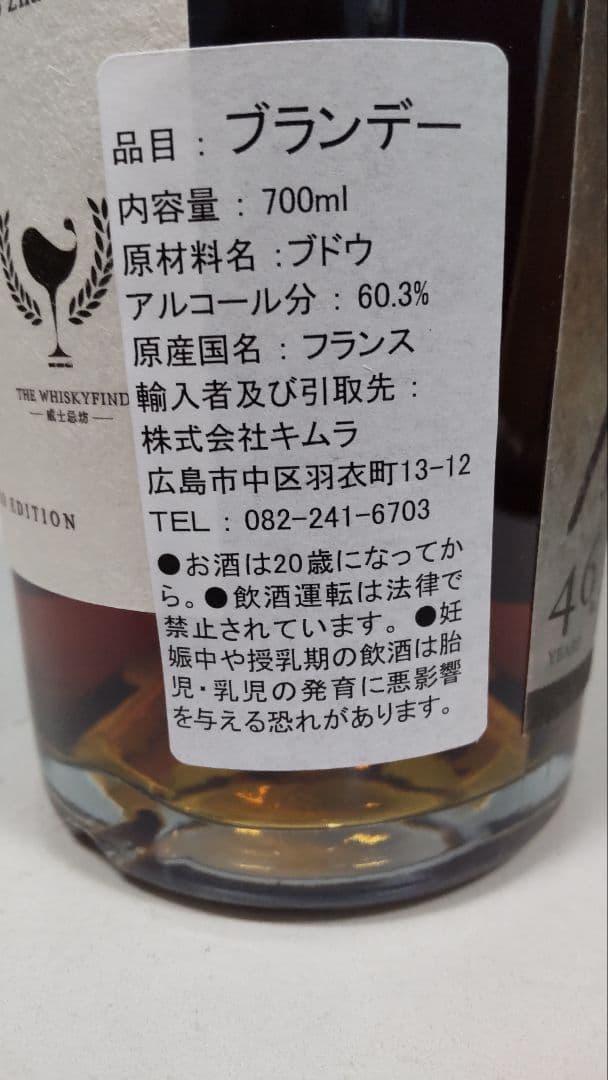 品目 : ブランデー
内容量 : 700ml
原材料名 :ブドウ
アルコール分 : 60.3%
原産国名 : フランス
輸入者及び引取先 :
株式会社キムラ
広島市中区羽衣町13-12
TEL : 082-241-6703
●お酒は20歳になってか
ら。●飲酒運転は法律で
禁止されています。●妊
娠中や授乳期の飲酒は胎
児・乳児の発育に悪影響
を与える恐れがあります。
THE WHISKYFIND
威士忌坊
EDITION
46
YEARS